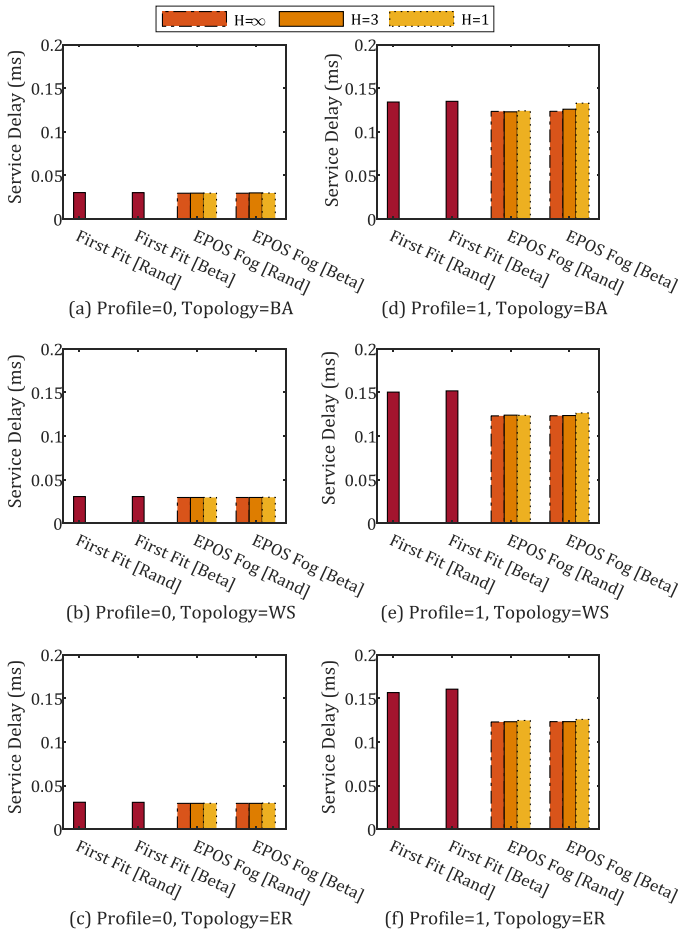 H=∞ H=3 H=1
Service Delay (ms)
0.2
0.15
0.1
0.05
0
First Fit [Rand]
First Fit [Beta]
EPOS Fog [Rand]
EPOS Fog [Beta]
(a) Profile=0, Topology=BA
Service Delay (ms)
0.2
0.15
0.1
0.05
0
First Fit [Rand]
First Fit [Beta]
EPOS Fog [Rand]
EPOS Fog [Beta]
(d) Profile=1, Topology=BA
Service Delay (ms)
0.2
0.15
0.1
0.05
0
First Fit [Rand]
First Fit [Beta]
EPOS Fog [Rand]
EPOS Fog [Beta]
(b) Profile=0, Topology=WS
Service Delay (ms)
0.2
0.15
0.1
0.05
0
First Fit [Rand]
First Fit [Beta]
EPOS Fog [Rand]
EPOS Fog [Beta]
(e) Profile=1, Topology=WS
Service Delay (ms)
0.2
0.15
0.1
0.05
0
First Fit [Rand]
First Fit [Beta]
EPOS Fog [Rand]
EPOS Fog [Beta]
(c) Profile=0, Topology=ER
Service Delay (ms)
0.2
0.15
0.1
0.05
0
First Fit [Rand]
First Fit [Beta]
EPOS Fog [Rand]
EPOS Fog [Beta]
(f) Profile=1, Topology=ER